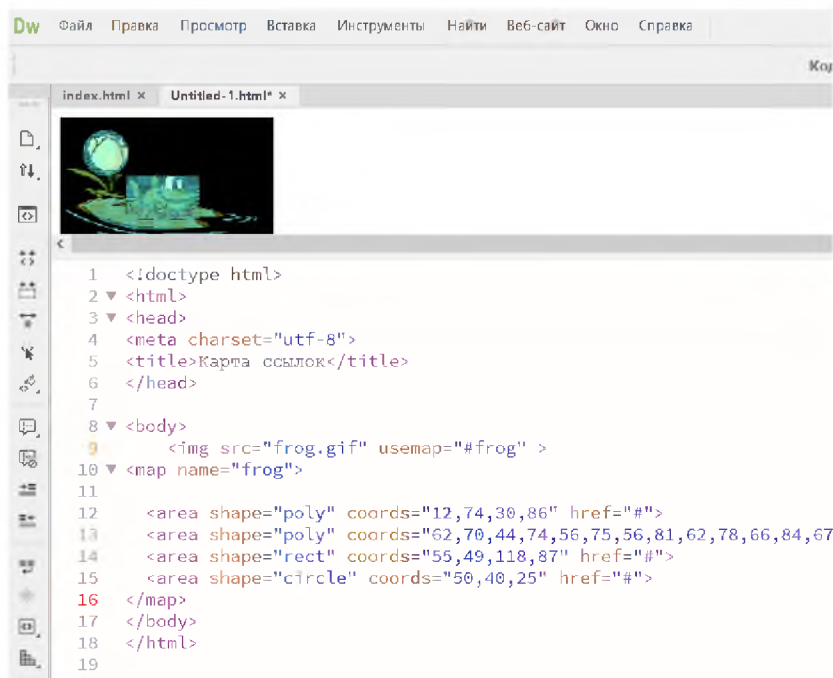 Dw Файл Правка Просмотр Вставка Инструменты Найти Веб-сайт Окно Справка
index.html × Untitled-1.html* ×
1 <!doctype html>
2 <html>
3 <head>
4 <meta charset="utf-8">
5 <title>Карта ссылок</title>
6 </head>
7
8 <body>
9 <img src="frog.gif" usemap="#frog" >
10 <map name="frog">
11
12 <area shape="poly" coords="12,74,30,86" href="#">
13 <area shape="poly" coords="62,70,44,74,56,75,56,81,62,78,66,84,67
14 <area shape="rect" coords="55,49,118,87" href="#">
15 <area shape="circle" coords="50,40,25" href="#">
16 </map>
17 </body>
18 </html>
19